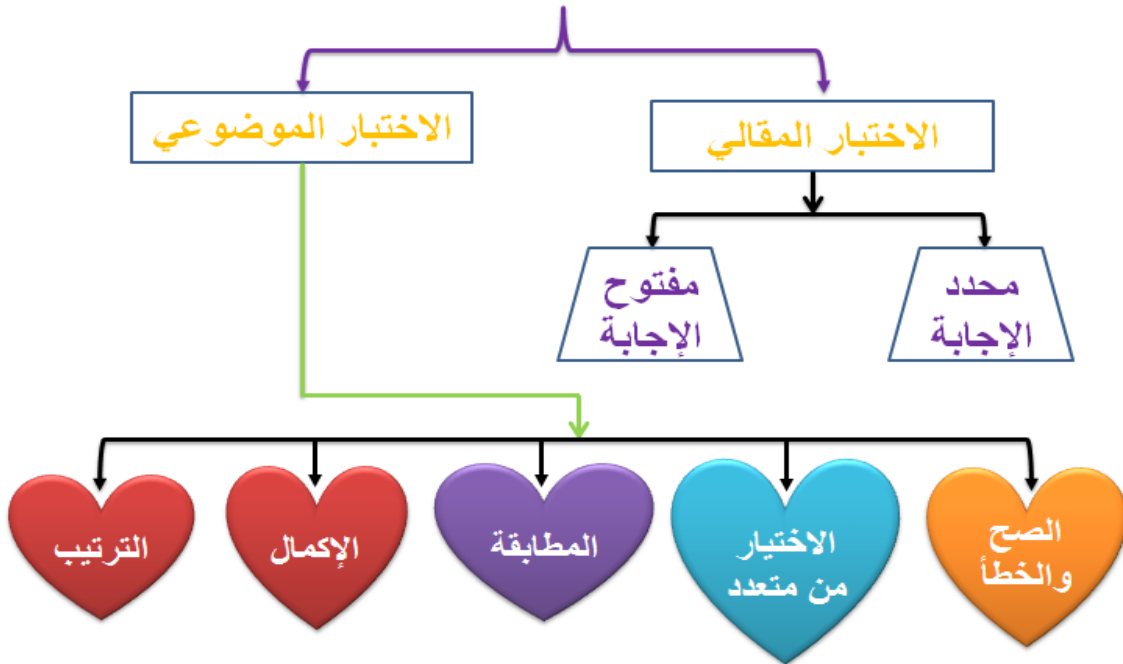 الاختبار المقالي
الاختبار الموضوعي
محدد
الإجابة
مفتوح
الإجابة
الصح
والخطأ
الاختيار
من متعدد
المطابقة
الإكمال
الترتيب